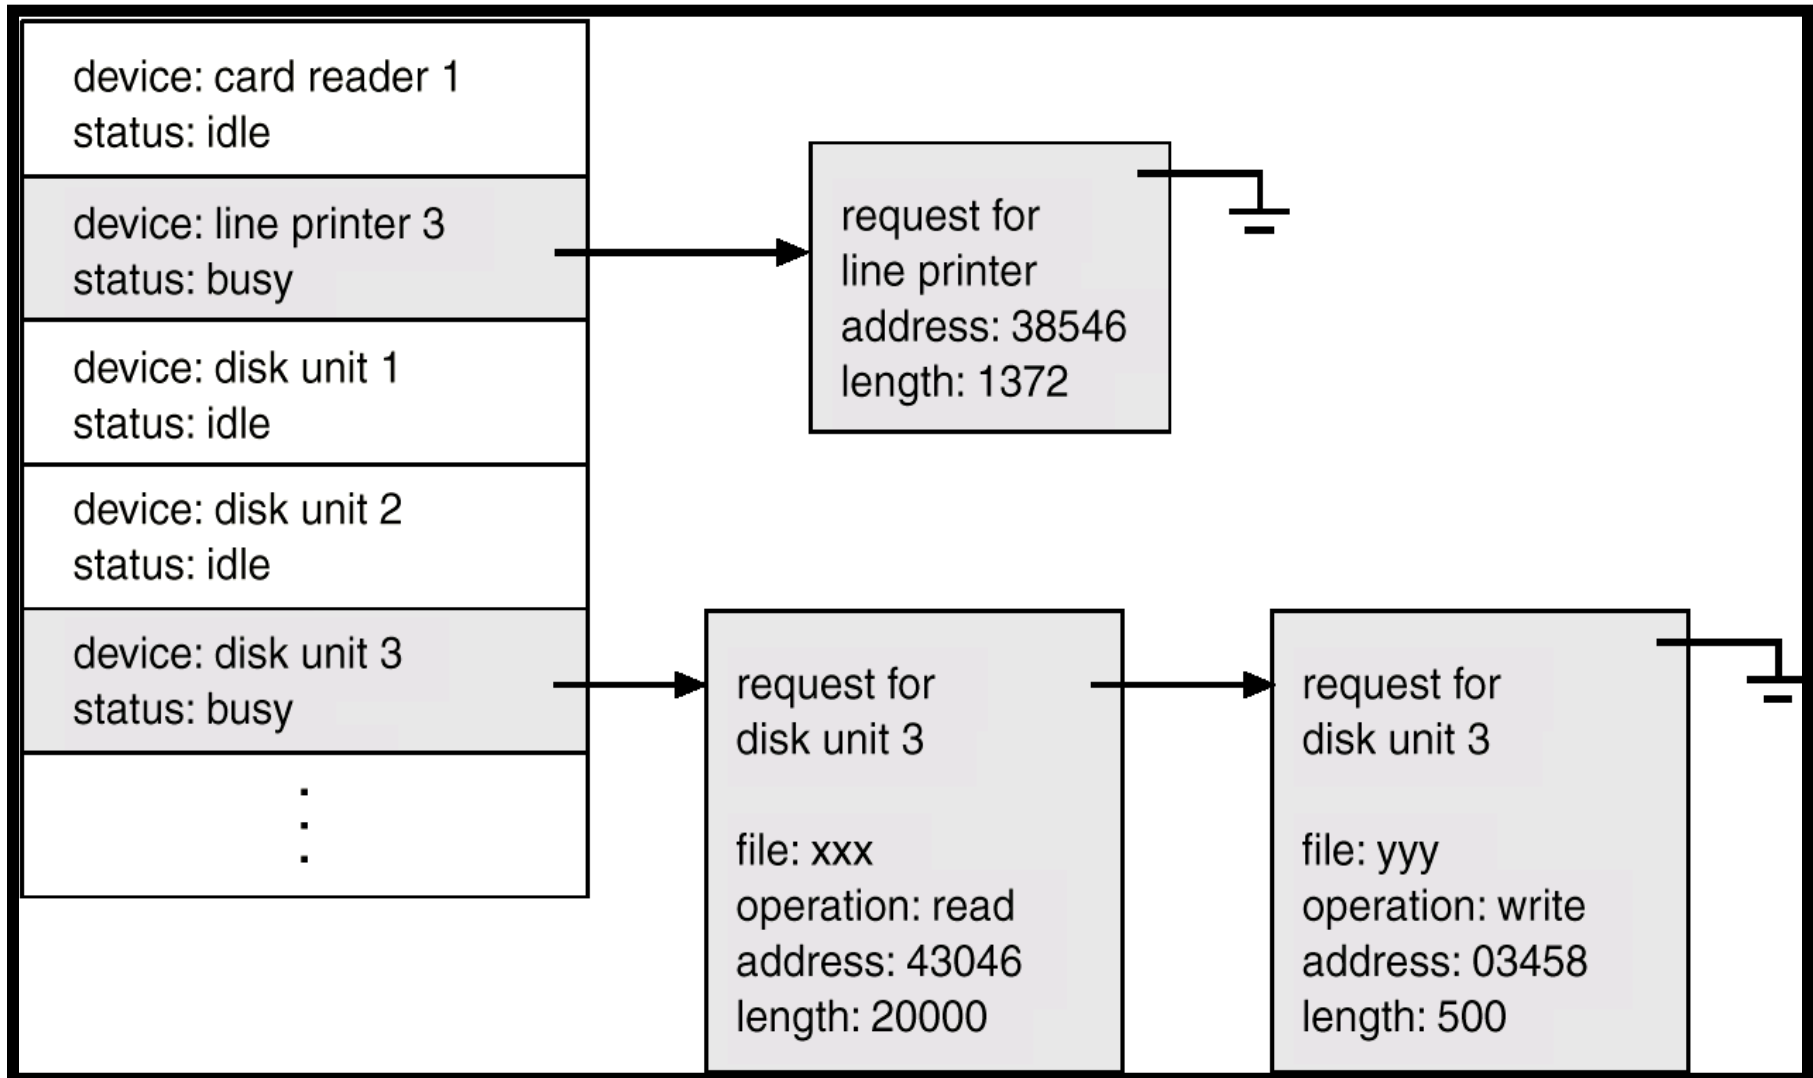 device: card reader 1
status: idle
device: line printer 3
status: busy
device: disk unit 1
status: idle
device: disk unit 2
status: idle
device: disk unit 3
status: busy
request for
line printer
address: 38546
length: 1372
request for
disk unit 3
file: xxx
operation: read
address: 43046
length: 20000
request for
disk unit 3
file: yyy
operation: write
address: 03458
length: 500